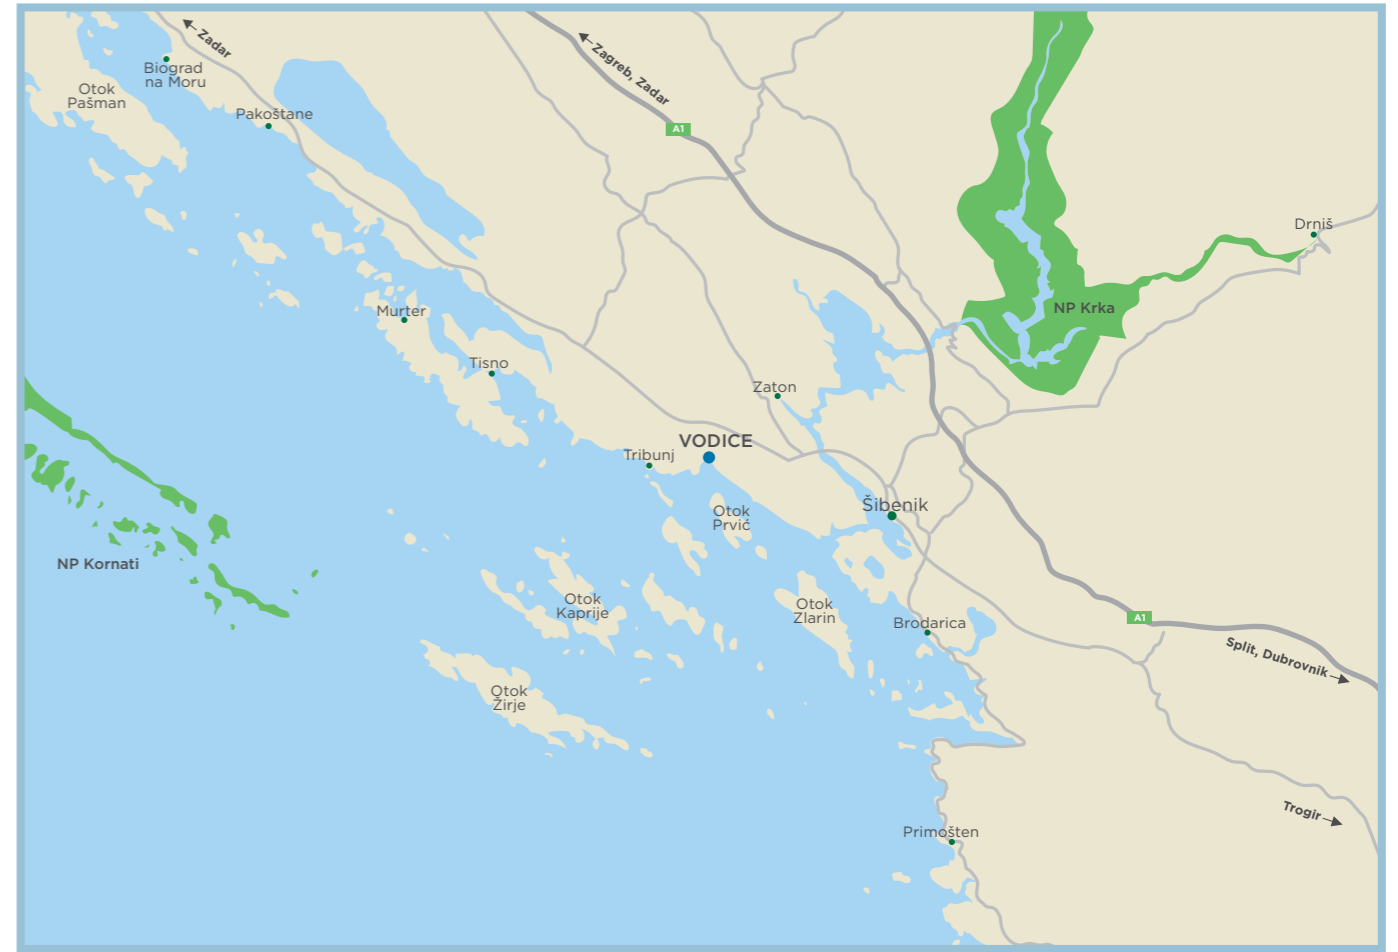 Zadar
Zagreb, Zadar
Biograd
na Moru
Otok
Pašman
Pakoštane
A1
Drniš
NP Krka
Murter
Tisno
Zaton
VODICE
Tribunj
Šibenik
Otok
Prvić
NP Kornati
Otok
Kaprije
Otok
Zlarin
Brodarica
A1
Split, Dubrovnik
Otok
Žirje
Trogir
Primošten